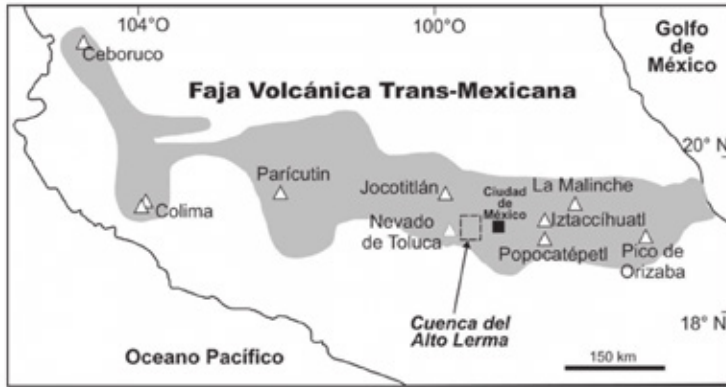 104°O
100°O
Golfo
de
México
Ceboruco
Faja Volcánica Trans-Mexicana
20° N
Parícutin
Jocotitlán
Ciudad
de
México
La Malinche
Colima
Iztaccíhuatl
Nevado
de Toluca
Popocatépetl
Pico de
Orizaba
Cuenca del
Alto Lerma
18° N
Oceano Pacífico
150 km